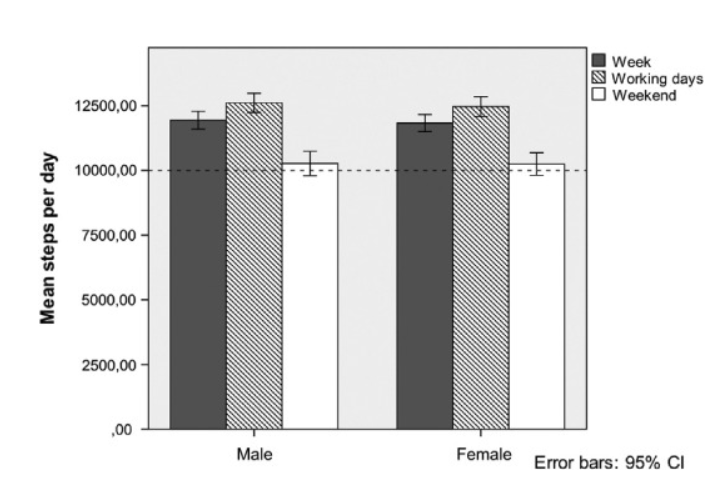 Week
Working days
Weekend
Mean steps per day
12500,00
10000,00
7500,00
5000,00
2500,00
,00
Male
Female
Error bars: 95% CI